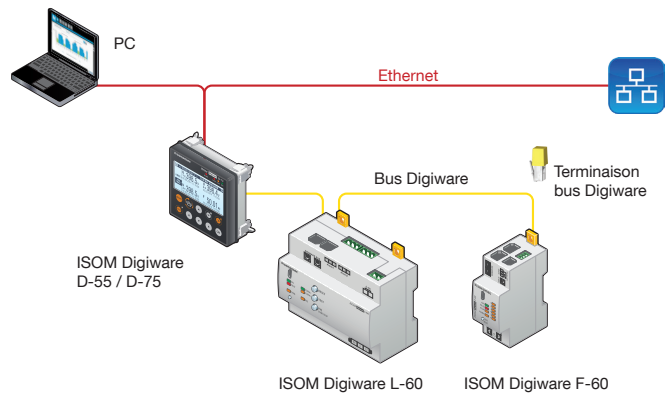 PC
Ethernet
Bus Digiware
Terminaison
bus Digiware
ISOM Digiware
D-55 / D-75
ISOM Digiware L-60
ISOM Digiware F-60